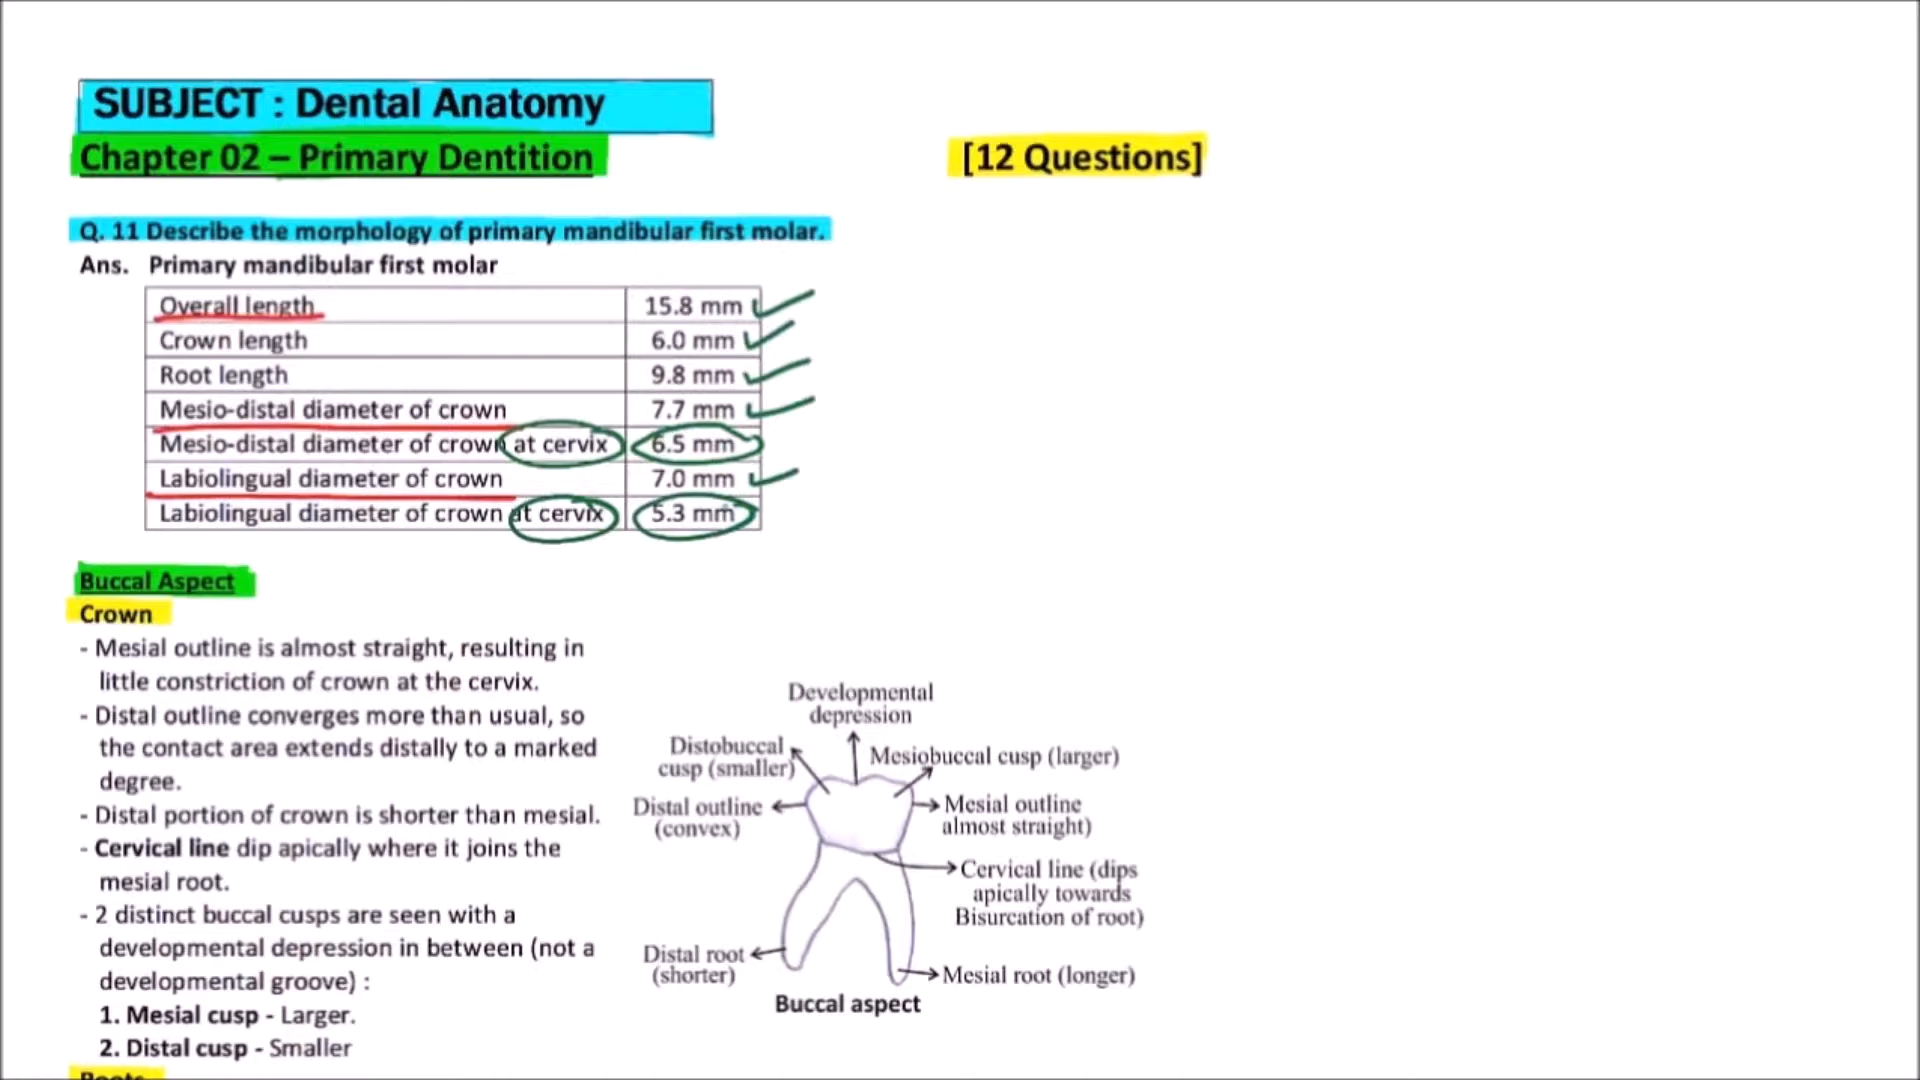 SUBJECT : Dental Anatomy
Chapter 02 – Primary Dentition
[12 Questions]
Q. 11 Describe the morphology of primary mandibular first molar.
Ans. Primary mandibular first molar
Overall length 15.8 mm
Crown length 6.0 mm
Root length 9.8 mm
Mesio-distal diameter of crown 7.7 mm
Mesio-distal diameter of crown at cervix 6.5 mm
Labiolingual diameter of crown 7.0 mm
Labiolingual diameter of crown at cervix 5.3 mm
Buccal Aspect
Crown
- Mesial outline is almost straight, resulting in
little constriction of crown at the cervix.
- Distal outline converges more than usual, so
the contact area extends distally to a marked
degree.
- Distal portion of crown is shorter than mesial.
- Cervical line dip apically where it joins the
mesial root.
- 2 distinct buccal cusps are seen with a
developmental depression in between (not a
developmental groove) :
1. Mesial cusp - Larger.
2. Distal cusp - Smaller
Roots
Developmental
depression
Distobuccal
cusp (smaller)
Mesiobuccal cusp (larger)
Distal outline
(convex)
Mesial outline
almost straight)
Cervical line (dips
apically towards
Bisurcation of root)
Distal root
(shorter)
Mesial root (longer)
Buccal aspect